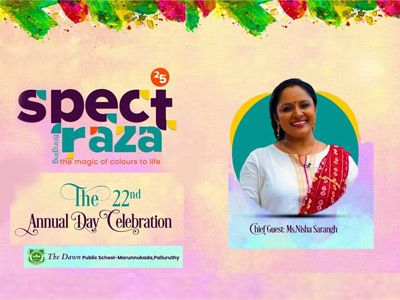 25
spect
raza
Bringing
the magic of colours to life
The 22nd
Annual Day Celebration
The Dawn Public School-Marunnukada,Palluruthy
Chief Guest: Ms.Nisha Sarangh